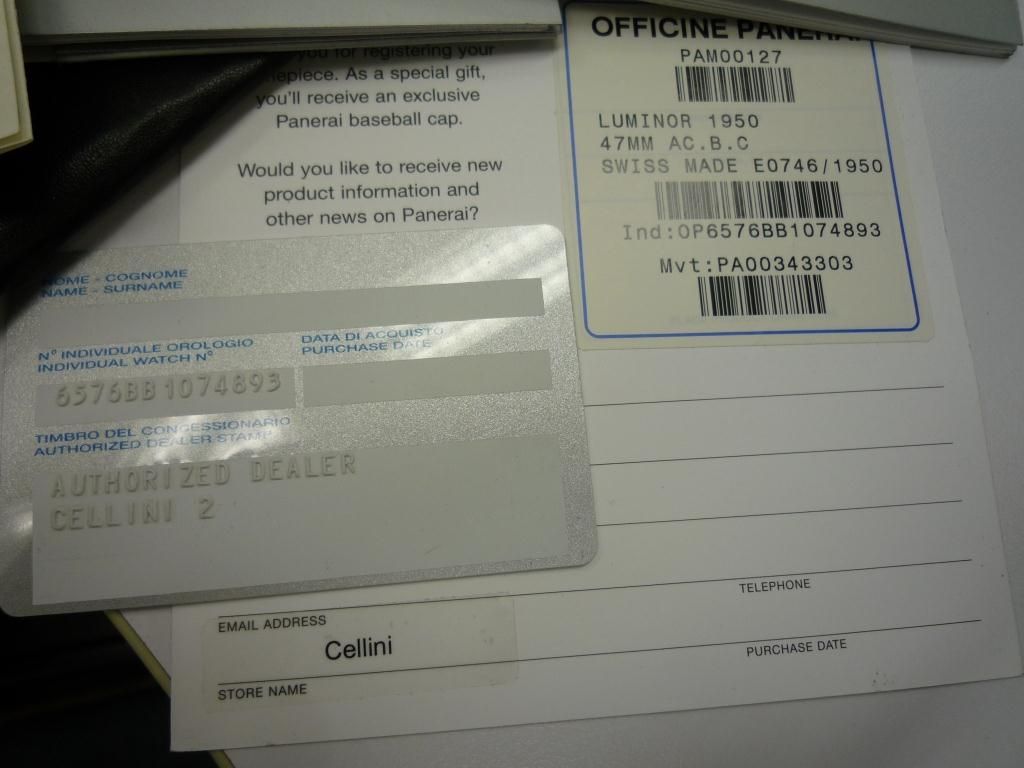 you for registering your
timepiece. As a special gift,
you'll receive an exclusive
Panerai baseball cap.
Would you like to receive new
product information and
other news on Panerai?
OFFICINE PANERAI
PAM00127
LUMINOR 1950
47MM AC.B.C
SWISS MADE E0746/1950
Ind:OP6576BB1074893
Mvt:PA00343303
NOME - COGNOME
NAME - SURNAME
N° INDIVIDUALE OROLOGIO
INDIVIDUAL WATCH N°
DATA DI ACQUISTO
PURCHASE DATE
6576BB1074893
TIMBRO DEL CONCESSIONARIO
AUTHORIZED DEALER STAMP
AUTHORIZED DEALER
CELLINI 2
TELEPHONE
EMAIL ADDRESS
Cellini
PURCHASE DATE
STORE NAME